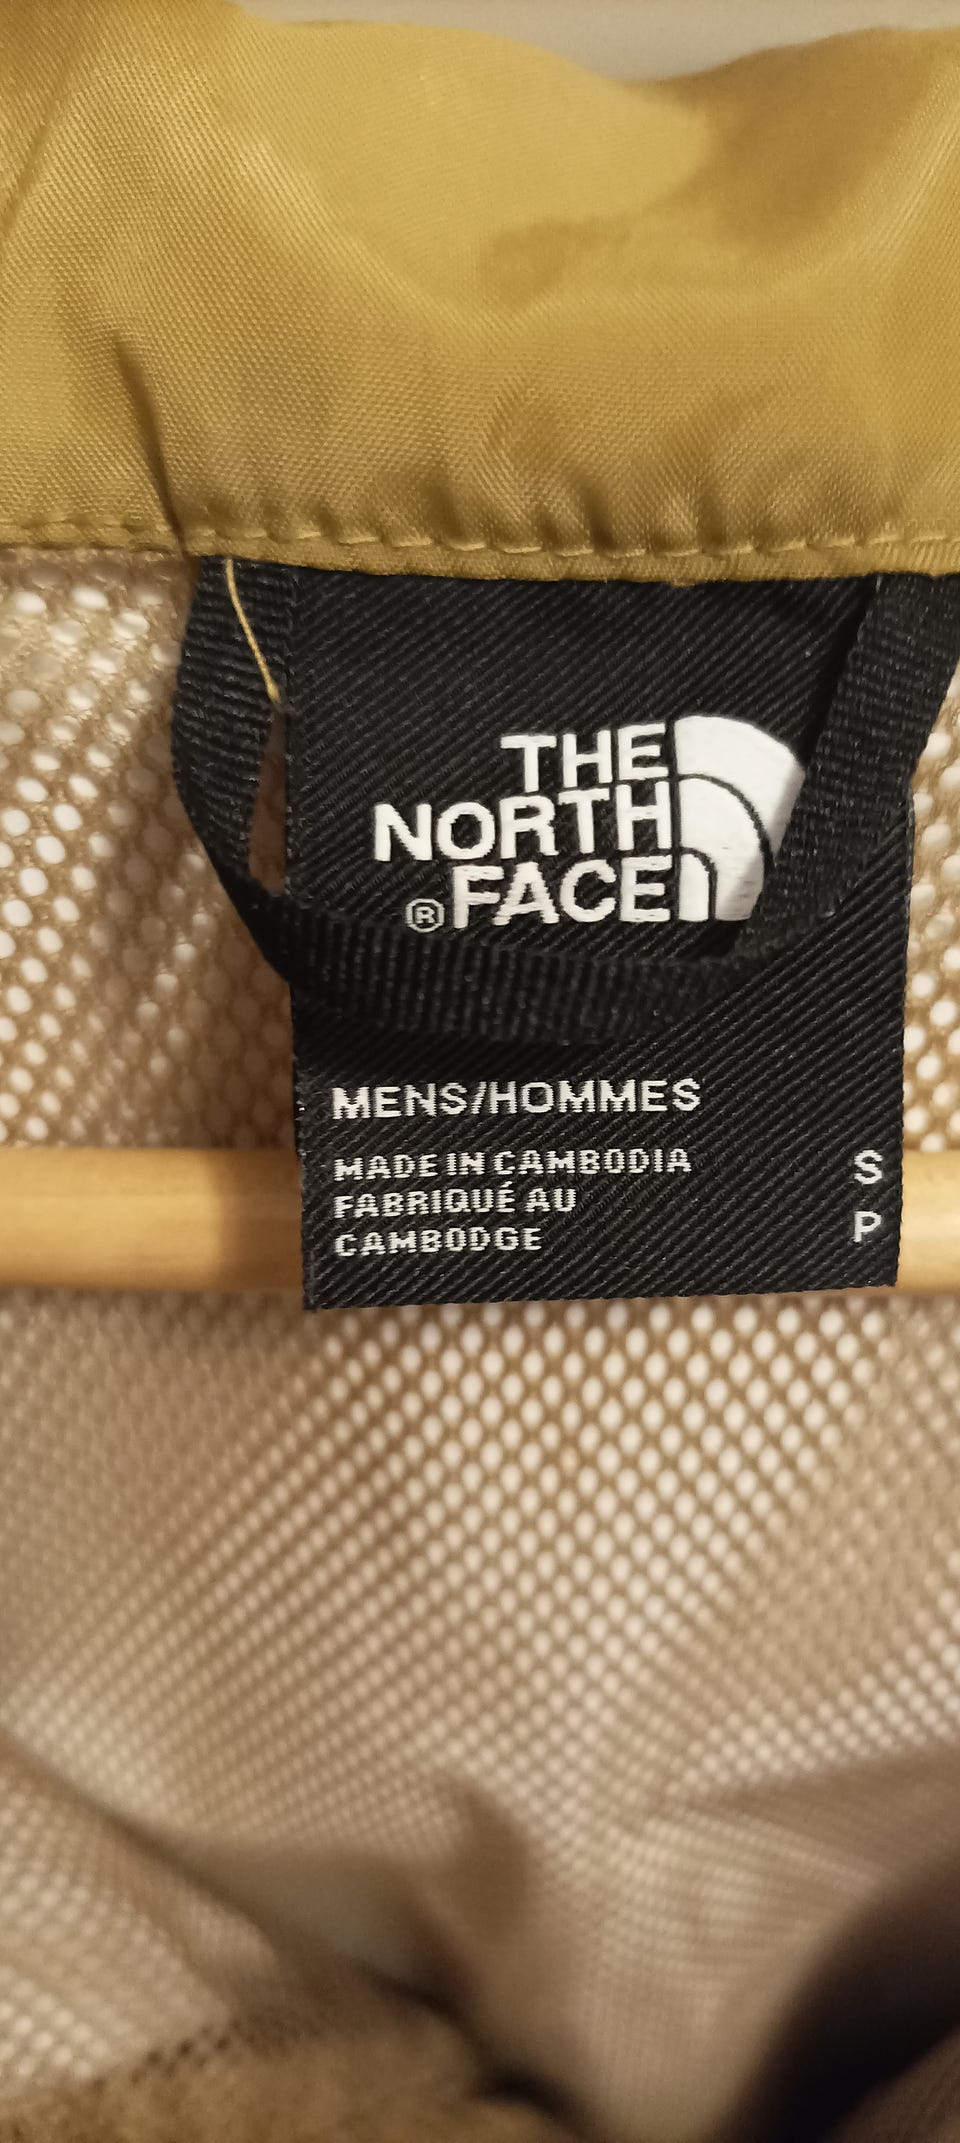 THE
NORTH
®FACE
MENS/HOMMES
MADE IN CAMBODIA
S
FABRIQUÉ AU
P
CAMBODGE